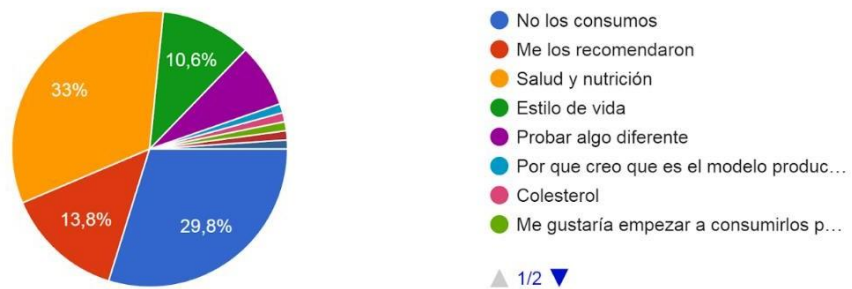 10,6%
33%
13,8%
29,8%
No los consumos
Me los recomendaron
Salud y nutrición
Estilo de vida
Probar algo diferente
Por que creo que es el modelo produc...
Colesterol
Me gustaría empezar a consumirlos p...
1/2